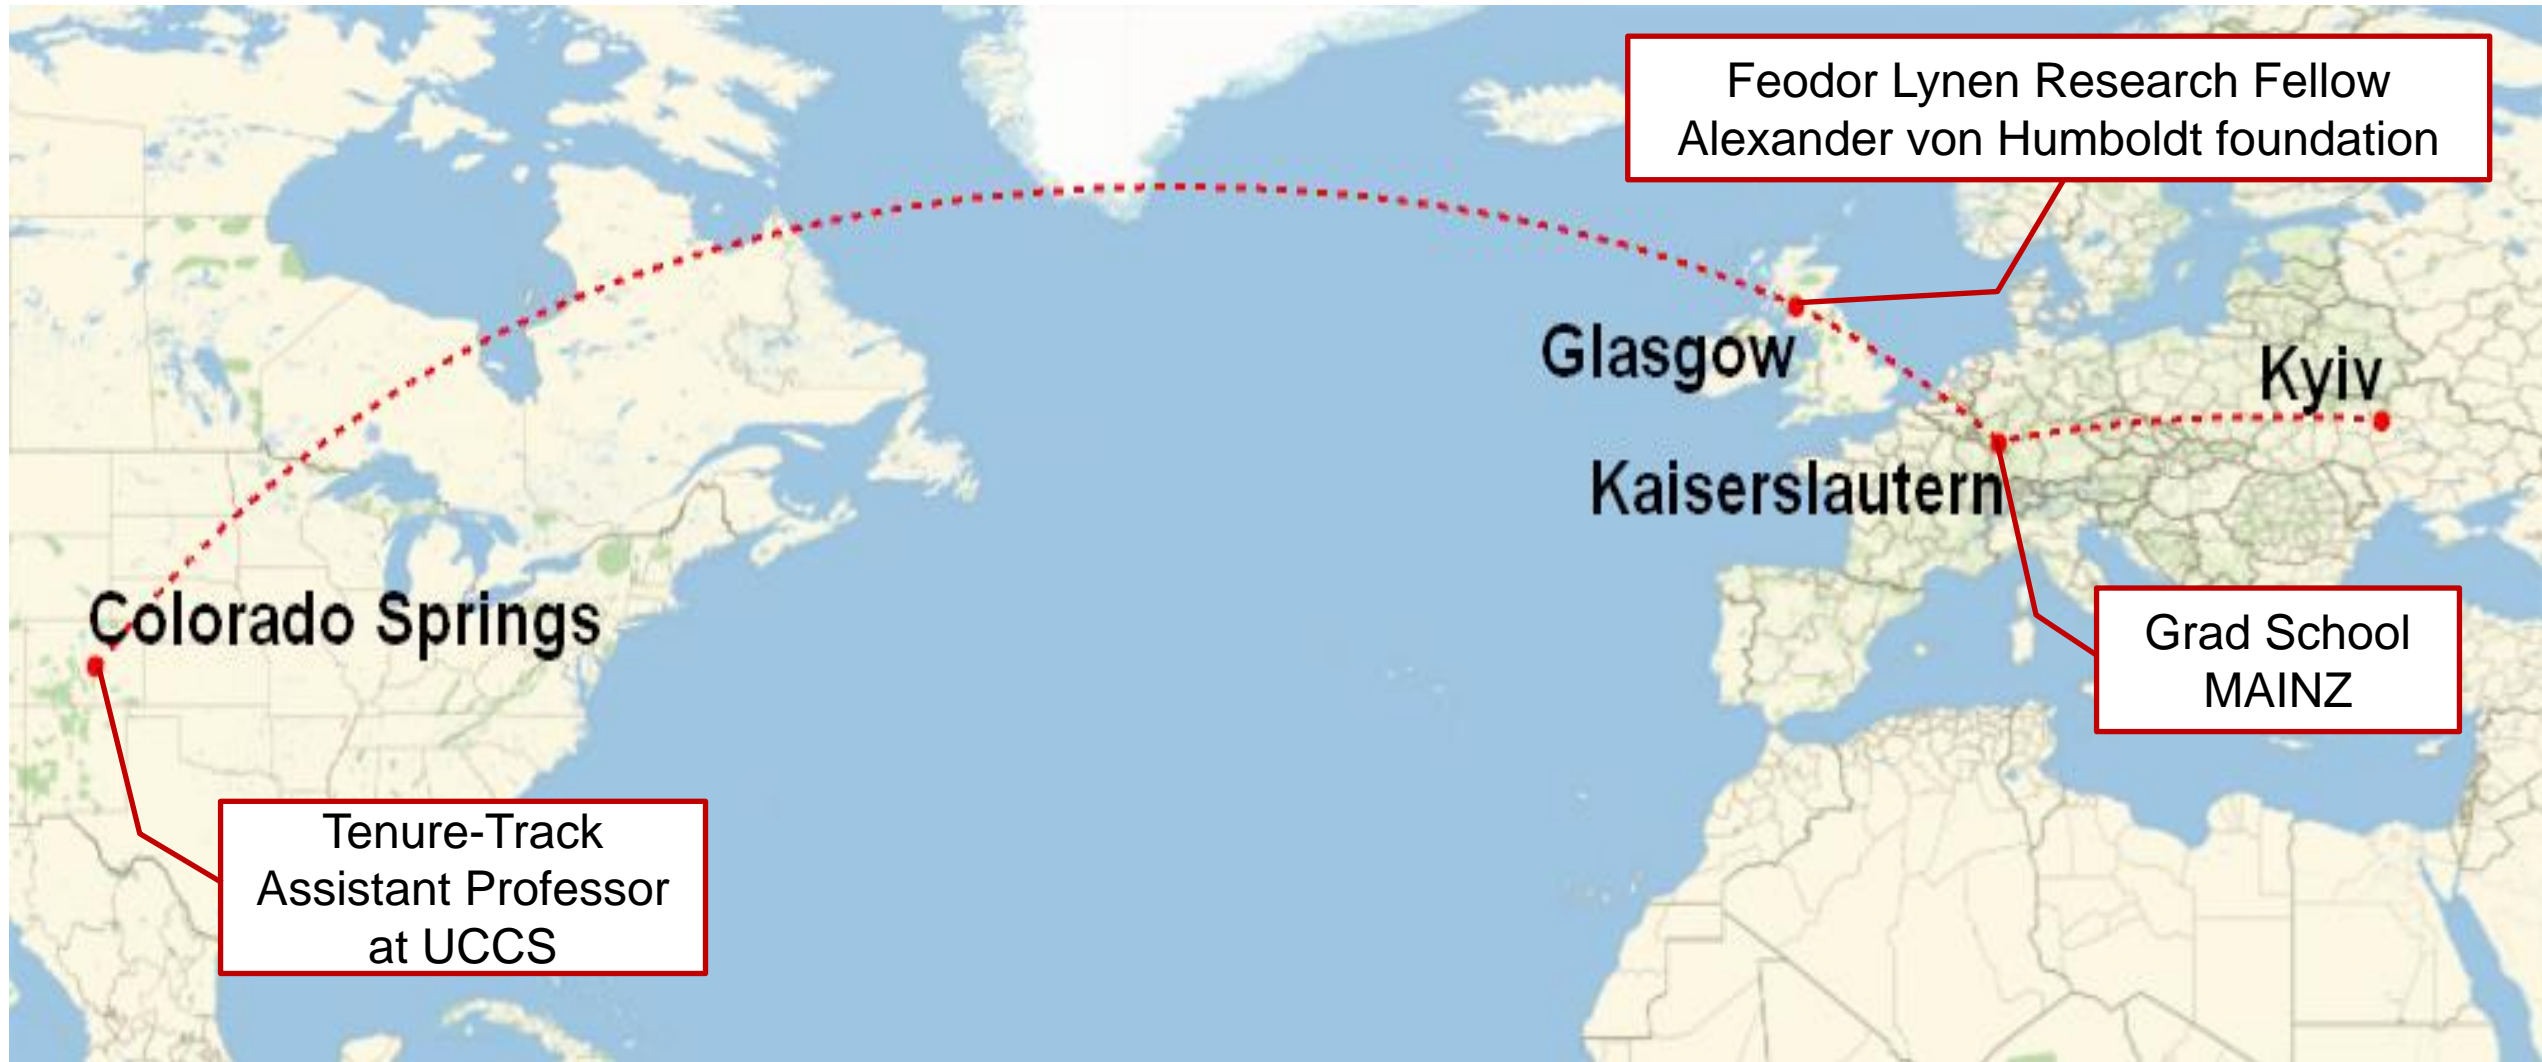 Feodor Lynen Research Fellow
Alexander von Humboldt foundation
Glasgow
Kyiv
Kaiserslautern
Colorado Springs
Grad School
MAINZ
Tenure-Track
Assistant Professor
at UCCS